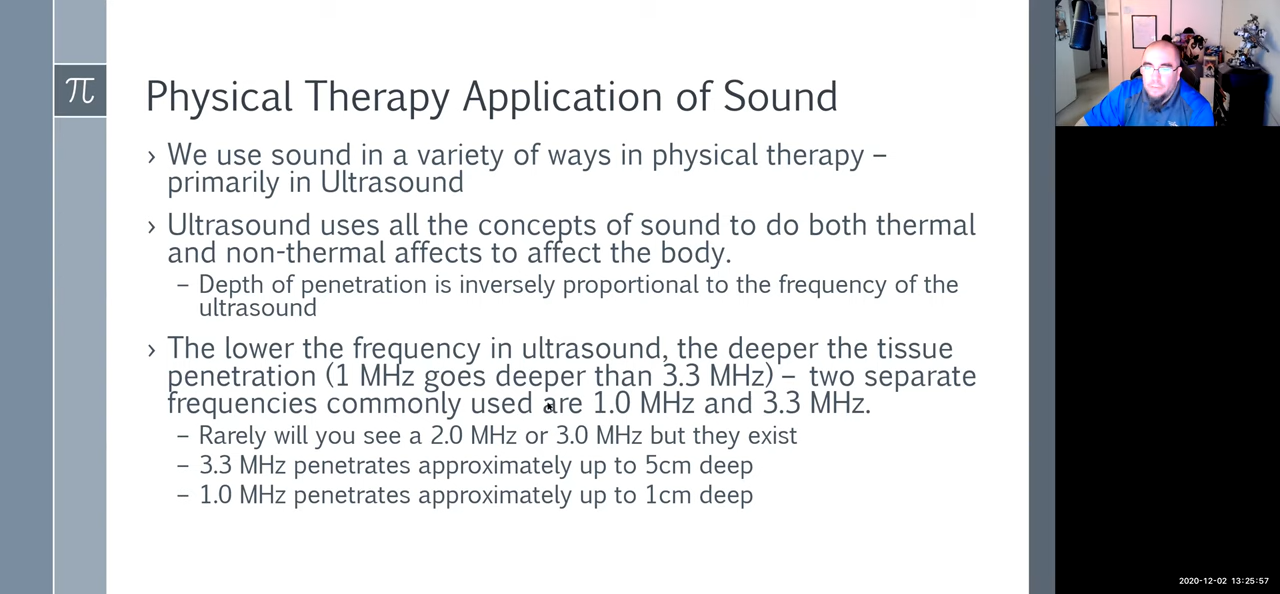 π
Physical Therapy Application of Sound
› We use sound in a variety of ways in physical therapy –
primarily in Ultrasound
› Ultrasound uses all the concepts of sound to do both thermal
and non-thermal affects to affect the body.
– Depth of penetration is inversely proportional to the frequency of the
ultrasound
› The lower the frequency in ultrasound, the deeper the tissue
penetration (1 MHz goes deeper than 3.3 MHz) – two separate
frequencies commonly used are 1.0 MHz and 3.3 MHz.
– Rarely will you see a 2.0 MHz or 3.0 MHz but they exist
– 3.3 MHz penetrates approximately up to 5cm deep
– 1.0 MHz penetrates approximately up to 1cm deep
2020-12-02 13:25:57